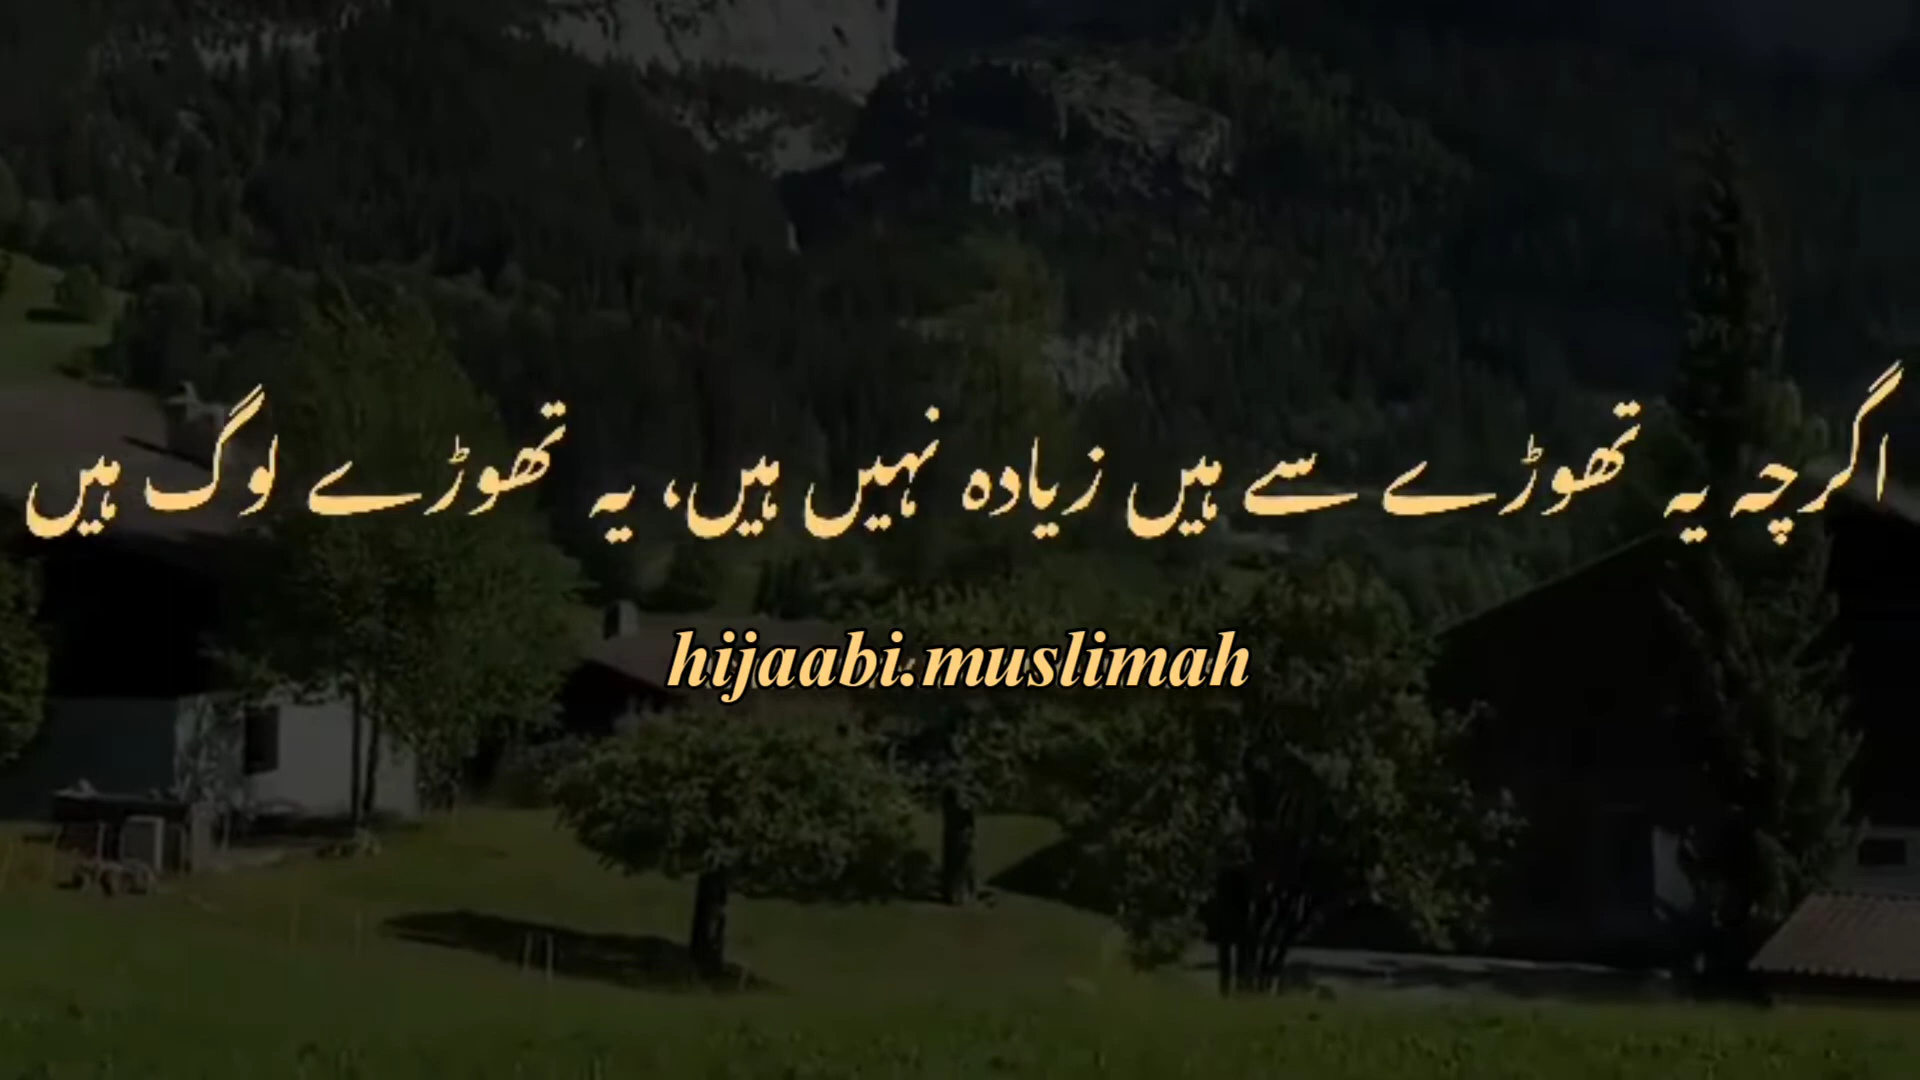 اگرچہ یہ تھوڑے سے ہیں زیادہ نہیں ہیں، یہ تھوڑے لوگ ہیں
hijaabi.muslimah